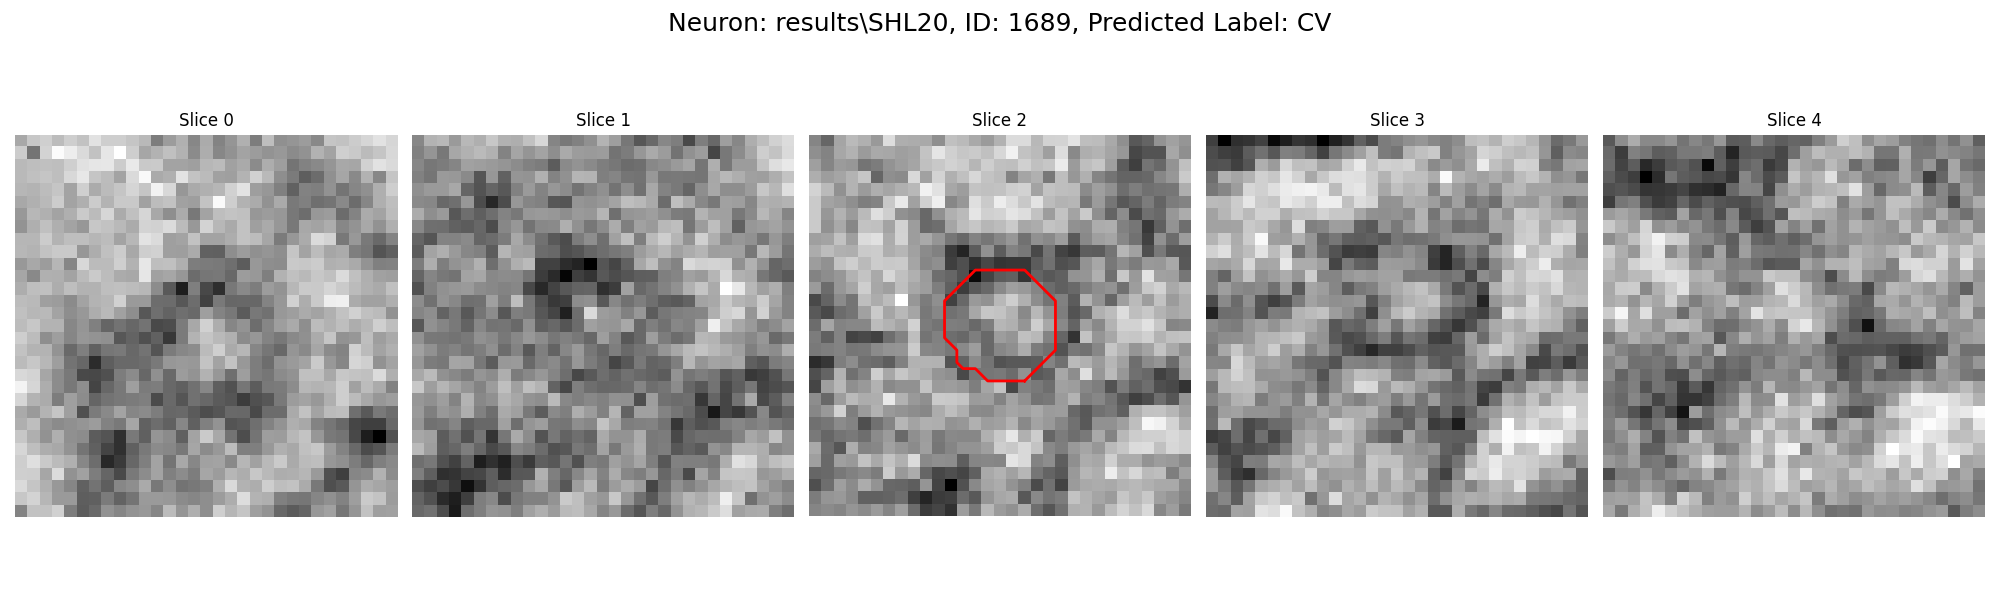 Neuron: results\SHL20, ID: 1689, Predicted Label: CV
Slice 0
Slice 1
Slice 2
Slice 3
Slice 4